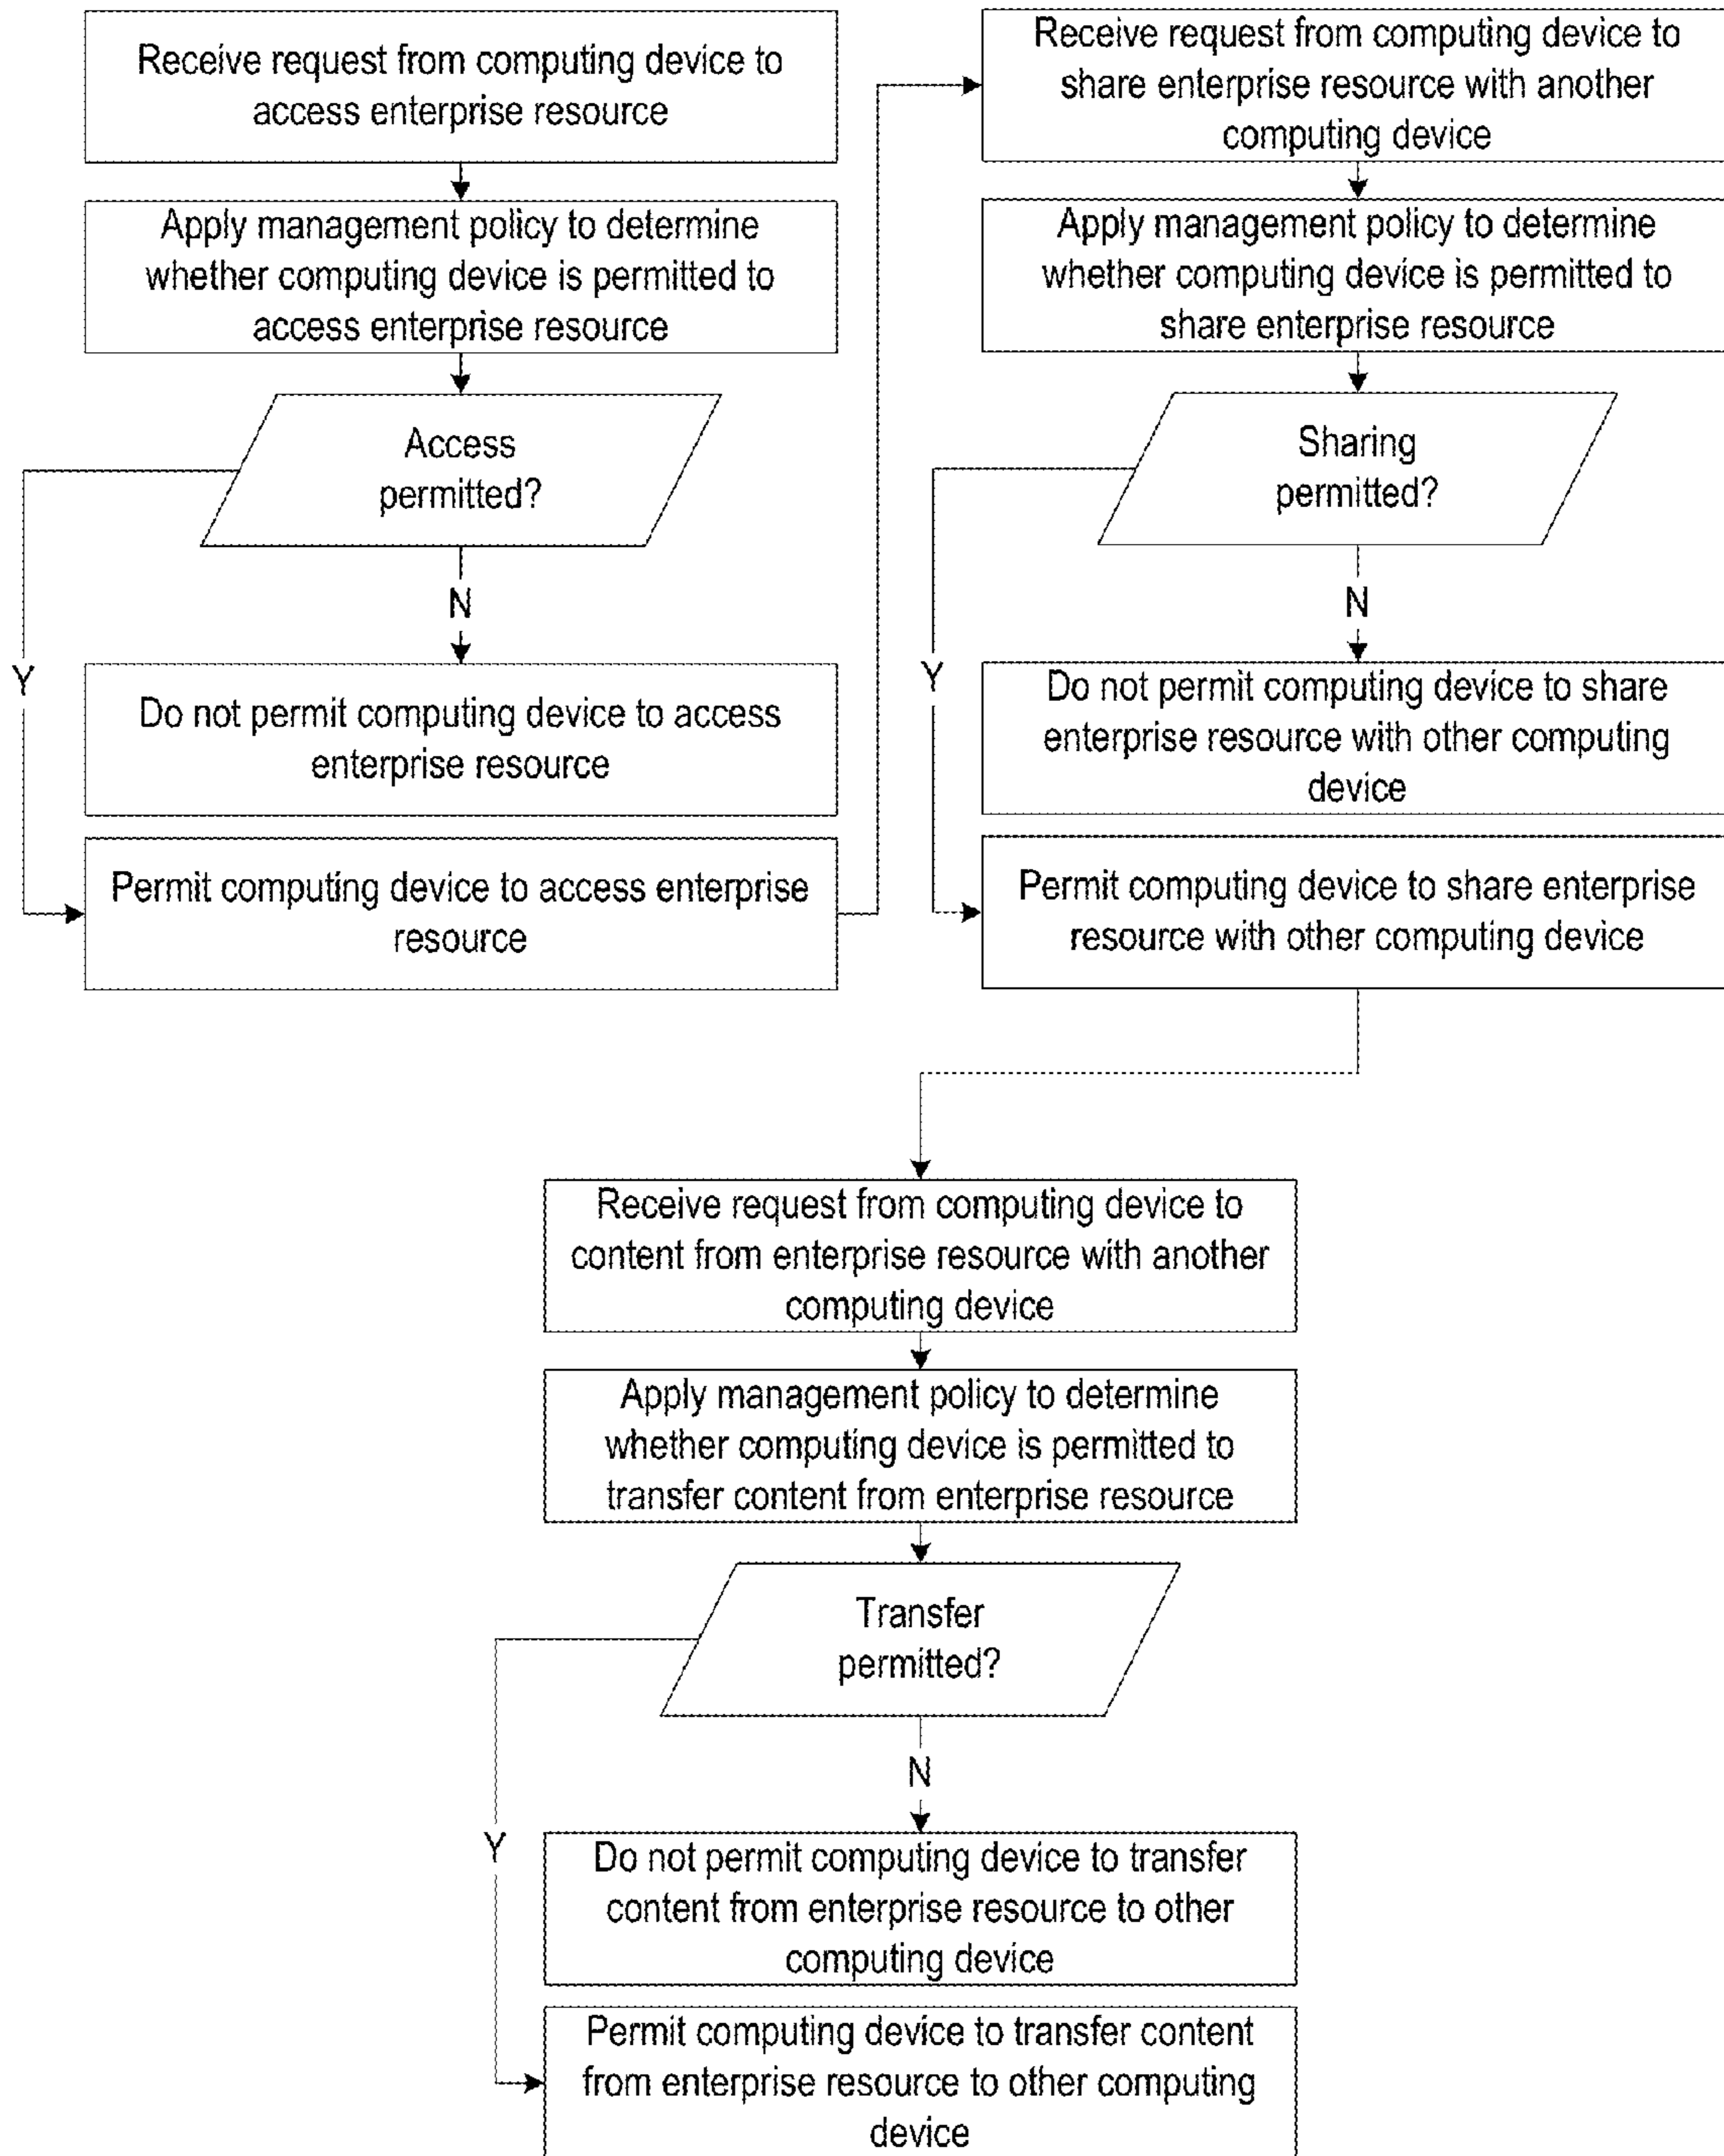 Receive request from computing device to
access enterprise resource
Apply management policy to determine
whether computing device is permitted to
access enterprise resource
Access
permitted?
N
Y
Do not permit computing device to access
enterprise resource
Permit computing device to access enterprise
resource
Receive request from computing device to
share enterprise resource with another
computing device
Apply management policy to determine
whether computing device is permitted to
share enterprise resource
Sharing
permitted?
N
Y
Do not permit computing device to share
enterprise resource with other computing
device
Permit computing device to share enterprise
resource with other computing device
Receive request from computing device to
content from enterprise resource with another
computing device
Apply management policy to determine
whether computing device is permitted to
transfer content from enterprise resource
Transfer
permitted?
N
Y
Do not permit computing device to transfer
content from enterprise resource to other
computing device
Permit computing device to transfer content
from enterprise resource to other computing
device